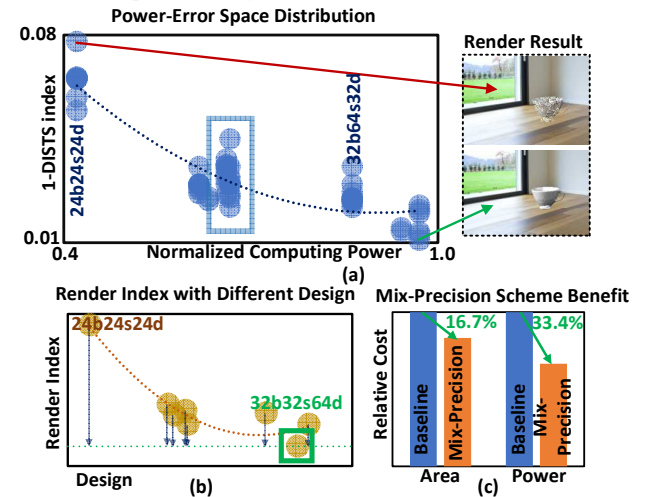 Power-Error Space Distribution
0.08
1-DISTS index
0.01
24b24s24d
32b64s32d
0.4
Normalized Computing Power
1.0
Render Result
(a)
Render Index with Different Design
Render Index
24b24s24d
32b32s64d
Design
(b)
Mix-Precision Scheme Benefit
Relative Cost
16.7%
33.4%
Baseline
Mix-Precision
Baseline
Mix-
Precision
Area
Power
(c)